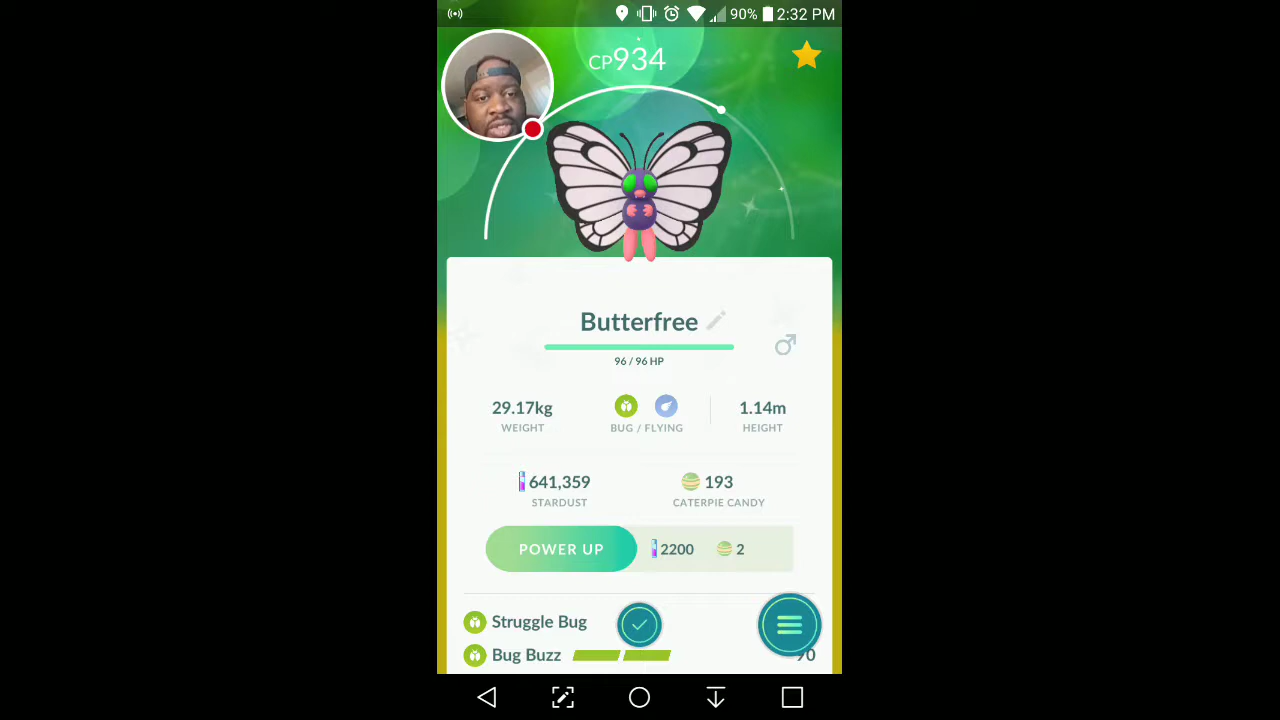 90% 2:32 PM
CP934
Butterfree
96 / 96 HP
29.17kg
WEIGHT
BUG / FLYING
1.14m
HEIGHT
641,359
STARDUST
193
CATERPIE CANDY
POWER UP 2200 2
Struggle Bug
Bug Buzz 90